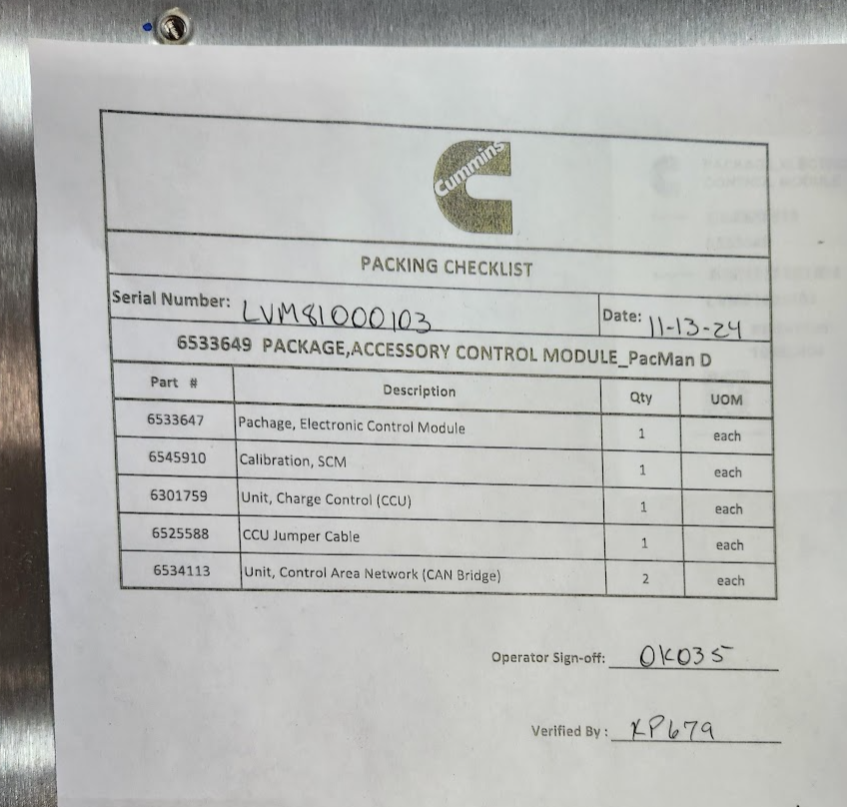 Cummins
PACKING CHECKLIST
Serial Number: LVM81000103 Date: 11-13-24
6533649 PACKAGE,ACCESSORY CONTROL MODULE_PacMan D
Part # Description Qty UOM
6533647 Pachage, Electronic Control Module 1 each
6545910 Calibration, SCM 1 each
6301759 Unit, Charge Control (CCU) 1 each
6525588 CCU Jumper Cable 1 each
6534113 Unit, Control Area Network (CAN Bridge) 2 each
Operator Sign-off: OK035
Verified By : KP679